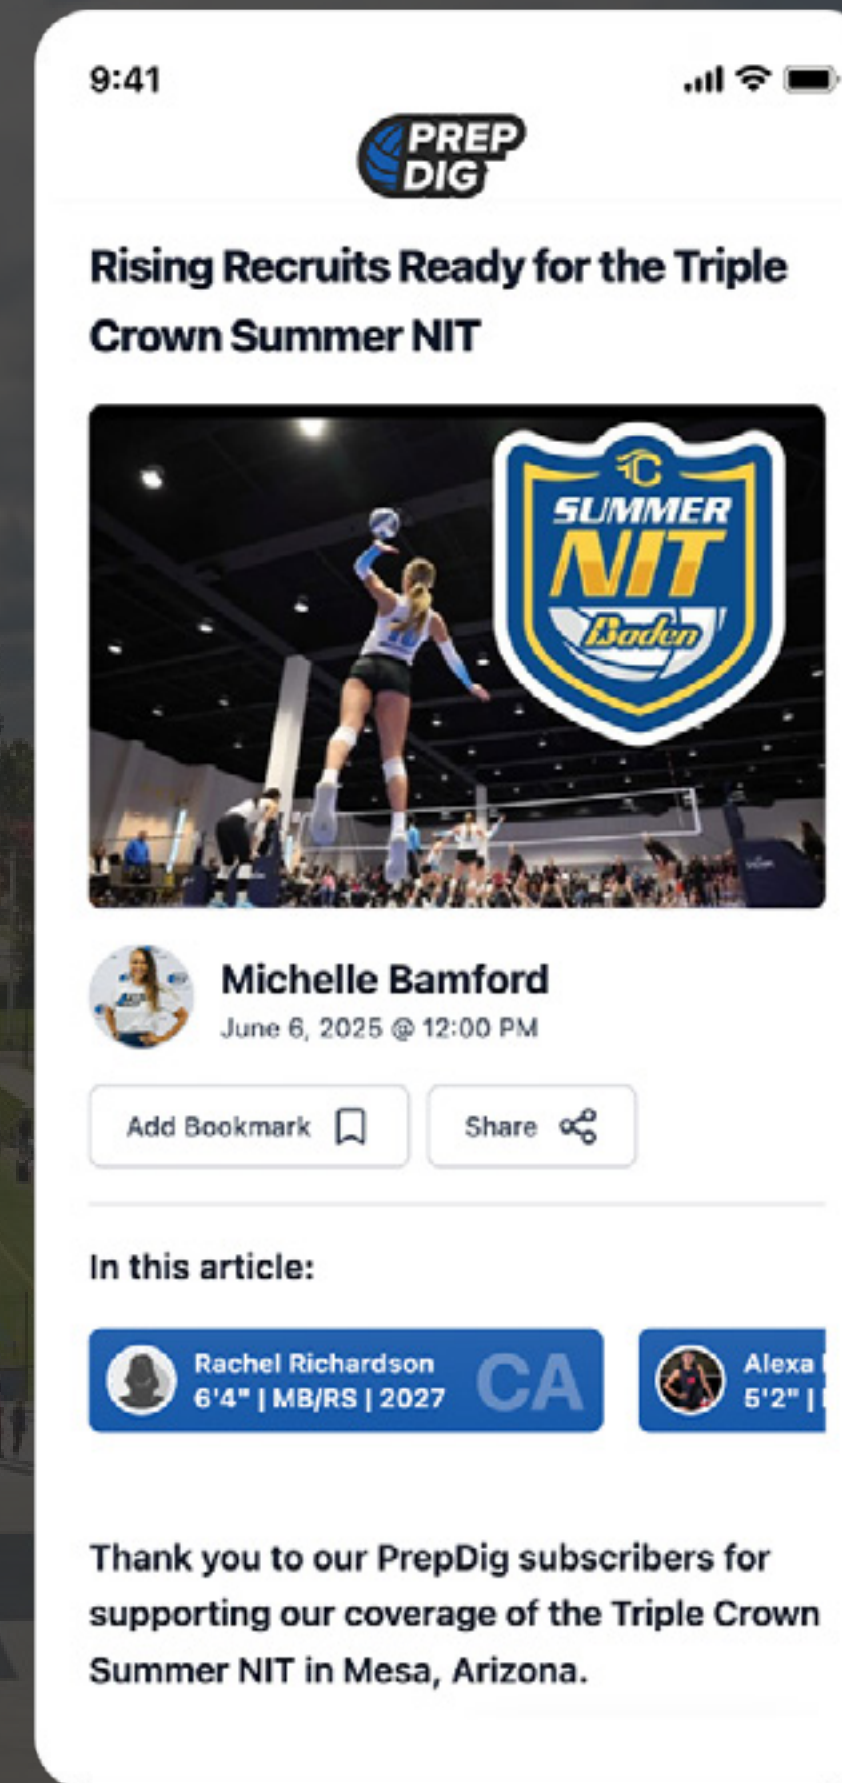 9:41
PREP
DIG
Rising Recruits Ready for the Triple
Crown Summer NIT
C
SUMMER
NIT
Baden
Michelle Bamford
June 6, 2025 @ 12:00 PM
Add Bookmark
Share
In this article:
Rachel Richardson
6'4" | MB/RS | 2027
CA
Alexa
5'2" |
Thank you to our PrepDig subscribers for
supporting our coverage of the Triple Crown
Summer NIT in Mesa, Arizona.